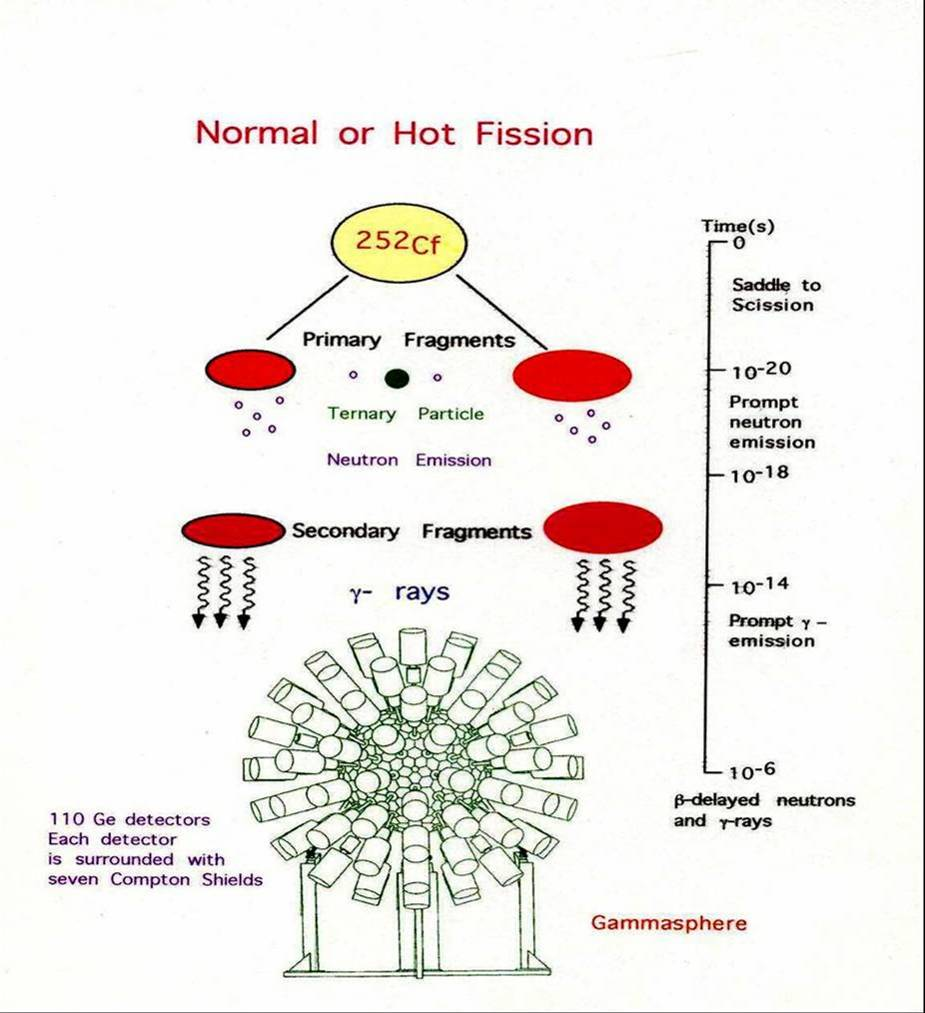 Normal or Hot Fission
252Cf
Time(s)
0
Saddle to
Scission
Primary Fragments
10-20
Ternary Particle
Prompt
neutron
emission
Neutron Emission
10-18
Secondary Fragments
γ- rays
10-14
Prompt γ –
emission
10-6
β-delayed neutrons
and γ-rays
110 Ge detectors
Each detector
is surrounded with
seven Compton Shields
Gammasphere